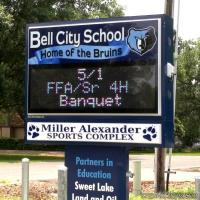 Bell City School
Home of the Bruins
5/1
FFA/Sr 4H
Banquet
Miller Alexander
SPORTS COMPLEX
Partners in
Education
Sweet Lake
Land and Oil